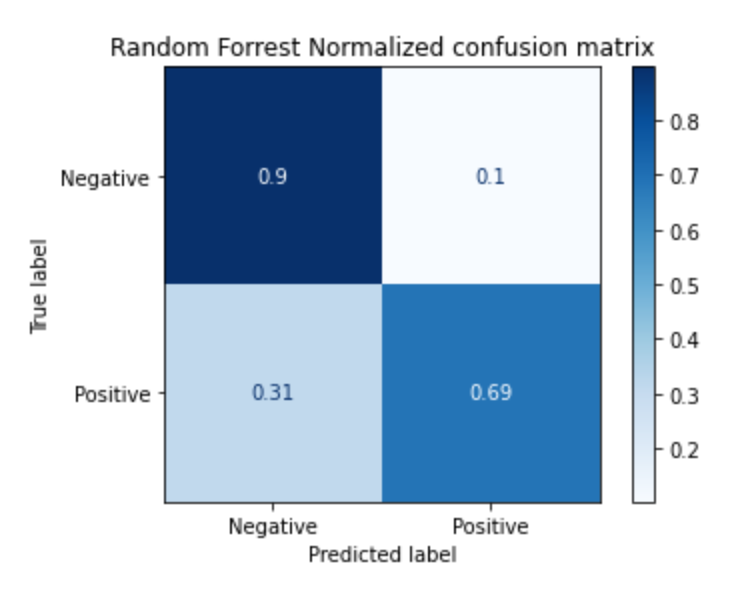 Random Forrest Normalized confusion matrix
True label
Negative
0.9
0.1
Positive
0.31
0.69
Negative
Positive
Predicted label
0.8
0.7
0.6
0.5
0.4
0.3
0.2